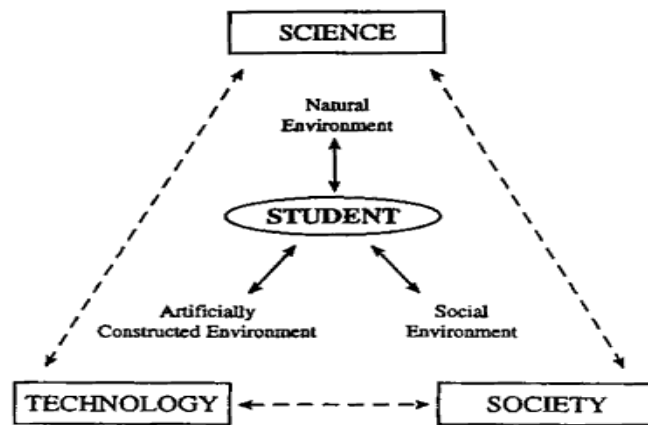 SCIENCE
Natural
Environment
STUDENT
Artificially
Constructed Environment
Social
Environment
TECHNOLOGY
SOCIETY